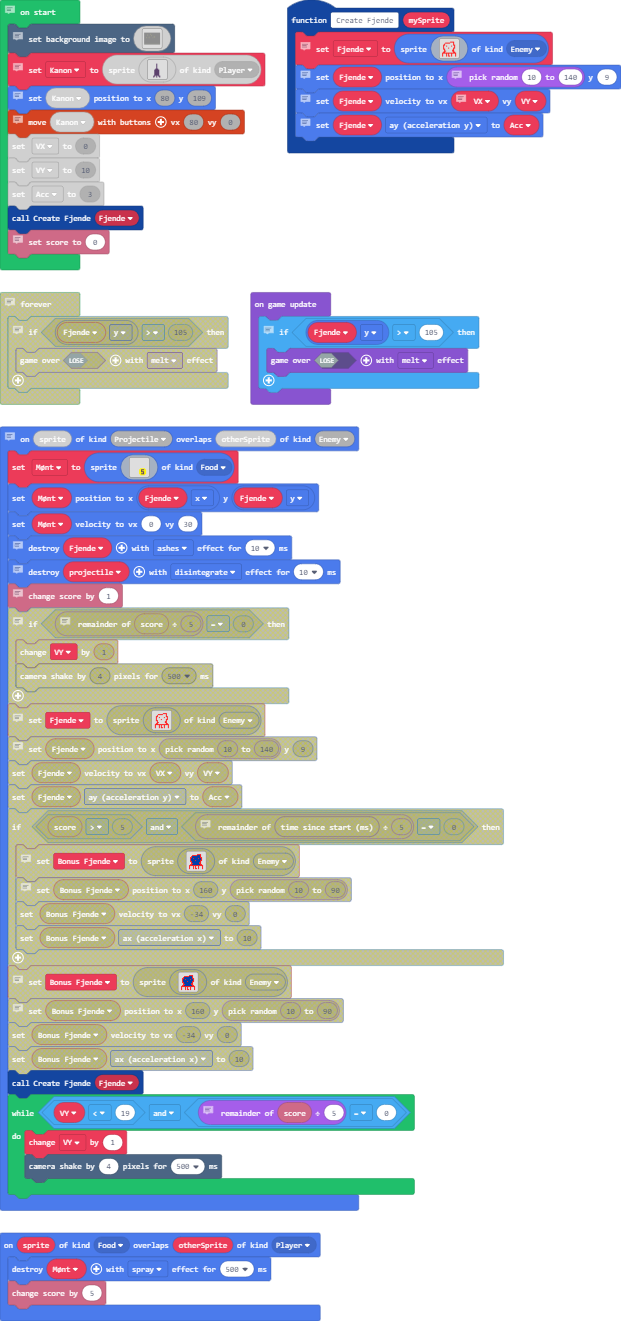 on start
set background image to
set Kanon to sprite of kind Player
set Kanon position to x 80 y 109
move Kanon with buttons + vx 80 vy 0
set VX to 0
set VY to 10
set Acc to 3
call Create Fjende Fjende
set score to 0
function Create Fjende mySprite
set Fjende to sprite of kind Enemy
set Fjende position to x pick random 10 to 140 y 9
set Fjende velocity to vx VX vy VY
set Fjende ay (acceleration y) to Acc
forever
if Fjende y > 105 then
game over LOSE + with melt effect
on game update
if Fjende y > 105 then
game over LOSE + with melt effect
on sprite of kind Projectile overlaps otherSprite of kind Enemy
set Mønt to sprite 5 of kind Food
set Mønt position to x Fjende x y Fjende y
set Mønt velocity to vx 0 vy 30
destroy Fjende + with ashes effect for 10 ms
destroy projectile + with disintegrate effect for 10 ms
change score by 1
if remainder of score ÷ 5 = 0 then
change VY by 1
camera shake by 4 pixels for 500 ms
set Fjende to sprite of kind Enemy
set Fjende position to x pick random 10 to 140 y 9
set Fjende velocity to vx VX vy VY
set Fjende ay (acceleration y) to Acc
if score > 5 and remainder of time since start (ms) ÷ 5 = 0 then
set Bonus Fjende to sprite of kind Enemy
set Bonus Fjende position to x 160 y pick random 10 to 90
set Bonus Fjende velocity to vx -34 vy 0
set Bonus Fjende ax (acceleration x) to 10
set Bonus Fjende to sprite of kind Enemy
set Bonus Fjende position to x 160 y pick random 10 to 90
set Bonus Fjende velocity to vx -34 vy 0
set Bonus Fjende ax (acceleration x) to 10
call Create Fjende Fjende
while VY < 19 and remainder of score ÷ 5 = 0
do
change VY by 1
camera shake by 4 pixels for 500 ms
on sprite of kind Food overlaps otherSprite of kind Player
destroy Mønt + with spray effect for 500 ms
change score by 5